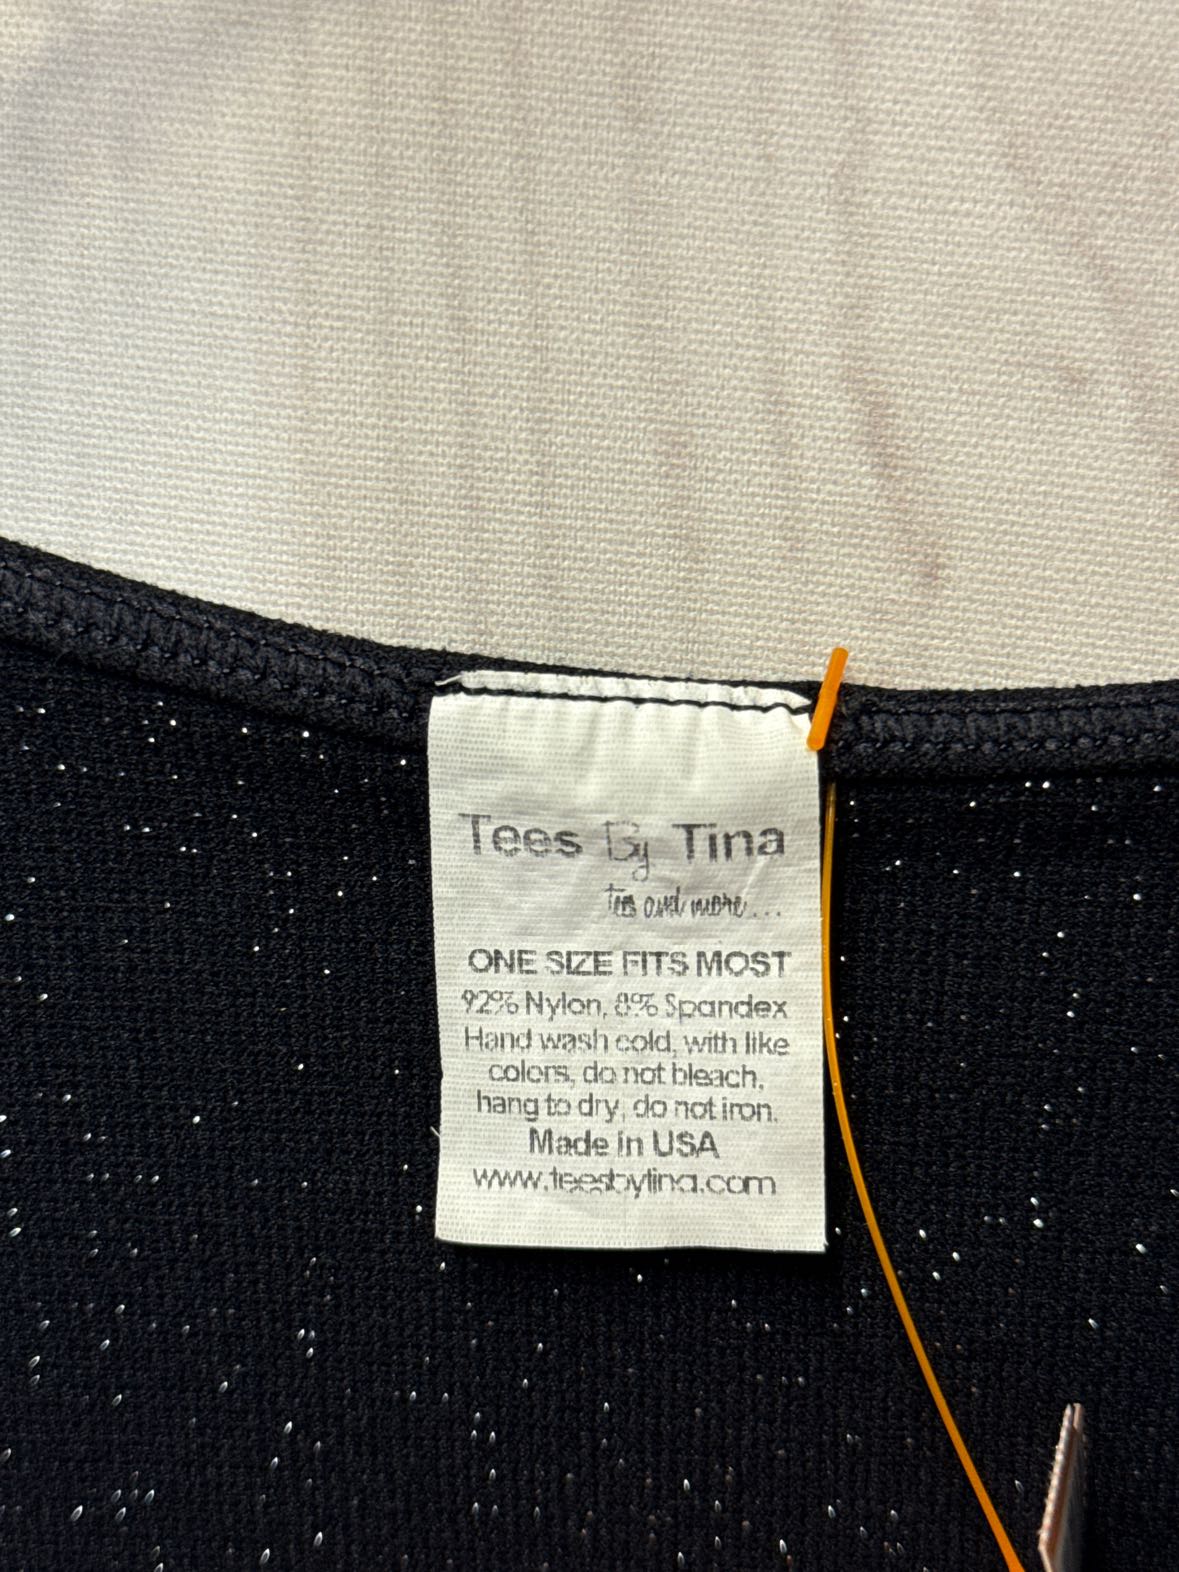 Tees By Tina
tees and more...
ONE SIZE FITS MOST
92% Nylon, 8% Spandex
Hand wash cold, with like
colors, do not bleach,
hang to dry, do not iron.
Made in USA
www.teesbytina.com